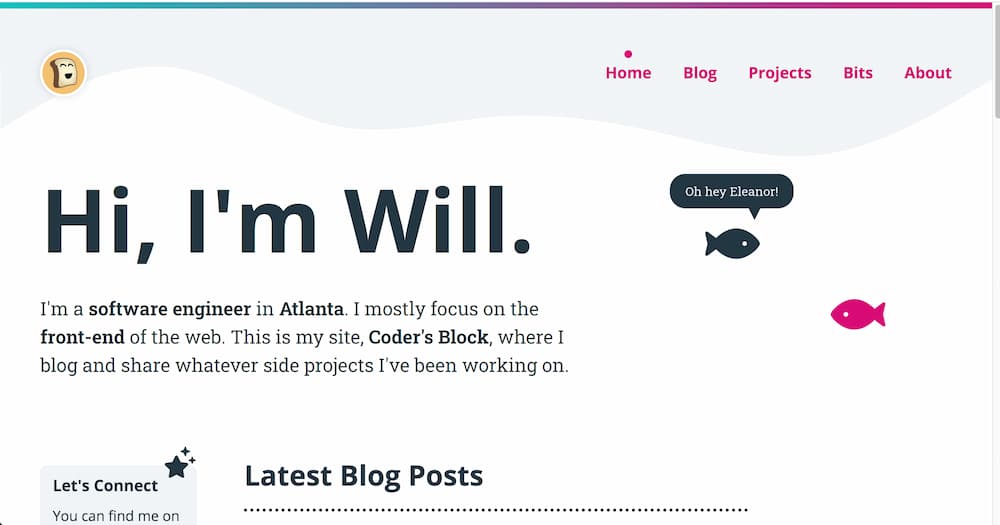 Home Blog Projects Bits About
Hi, I'm Will.
Oh hey Eleanor!
I'm a software engineer in Atlanta. I mostly focus on the
front-end of the web. This is my site, Coder's Block, where I
blog and share whatever side projects I've been working on.
Let's Connect
You can find me on
Latest Blog Posts